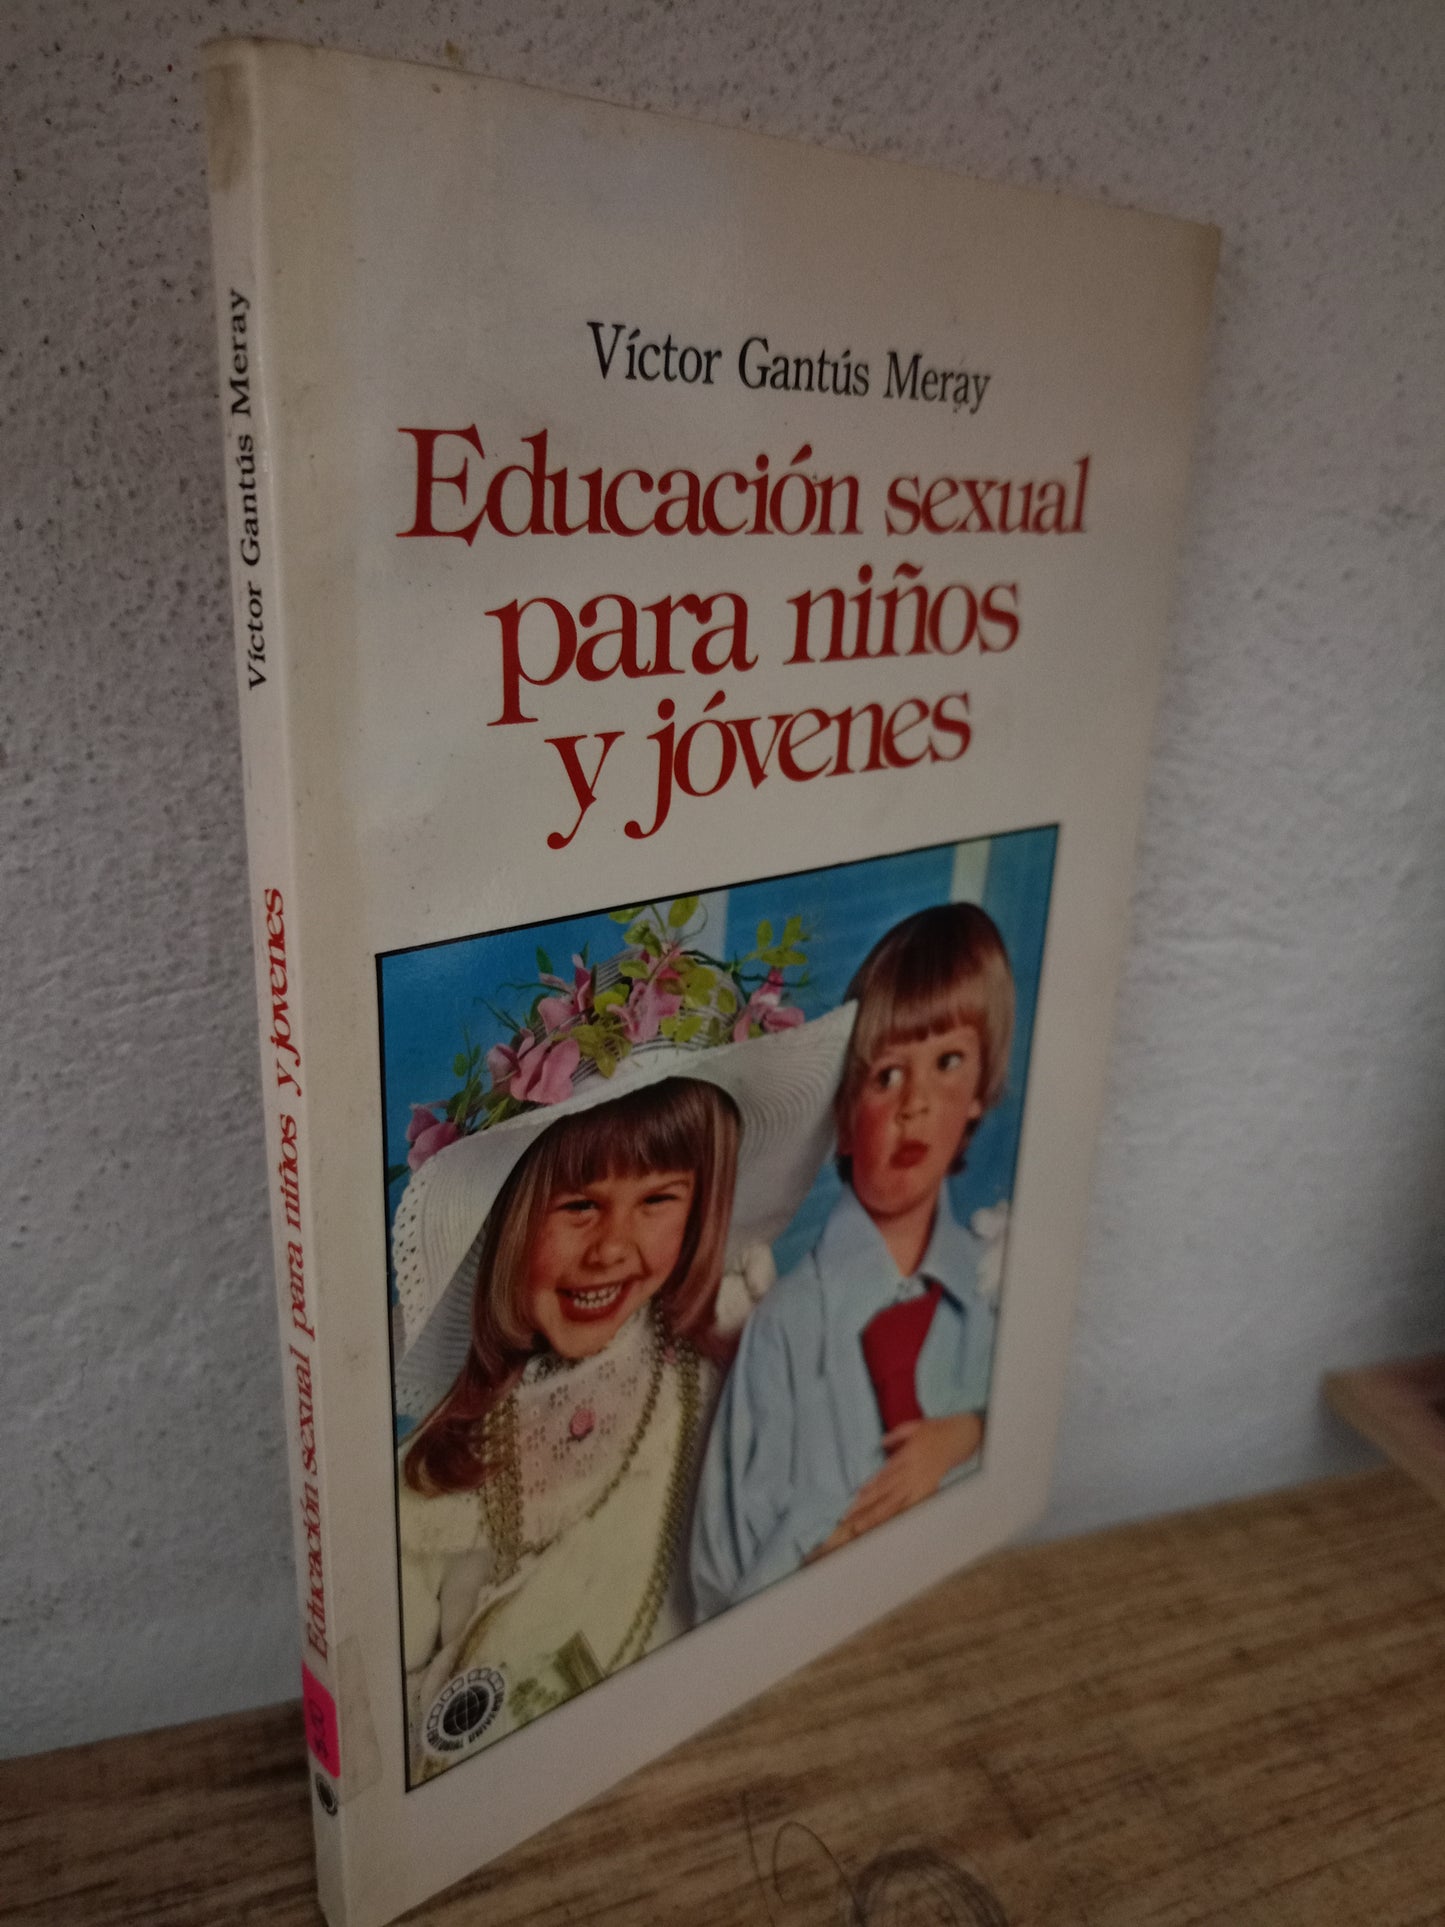 Víctor Gantús Meray
Educación sexual
para niños
y jóvenes
Víctor Gantús Meray
Educación sexual para niños y jóvenes